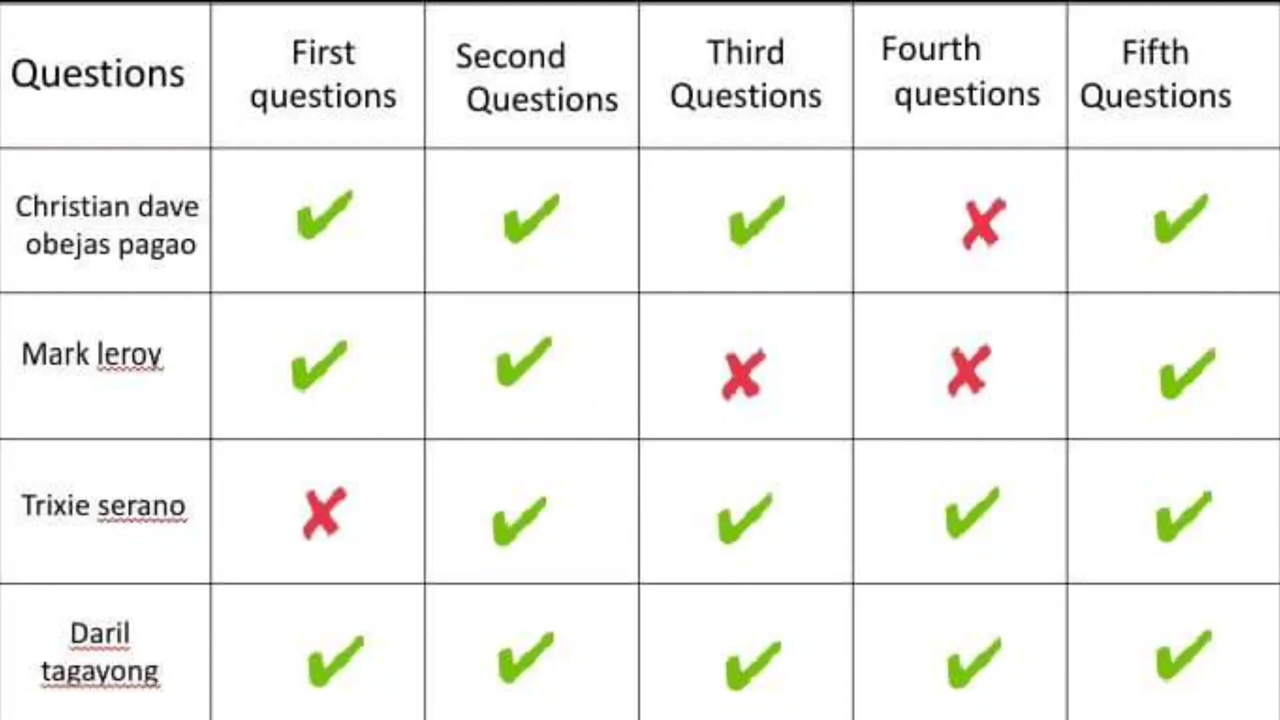 Questions
First
questions
Second
Questions
Third
Questions
Fourth
questions
Fifth
Questions
Christian dave
obejas pagao
Mark leroy
Trixie serano
Daril
tagayong